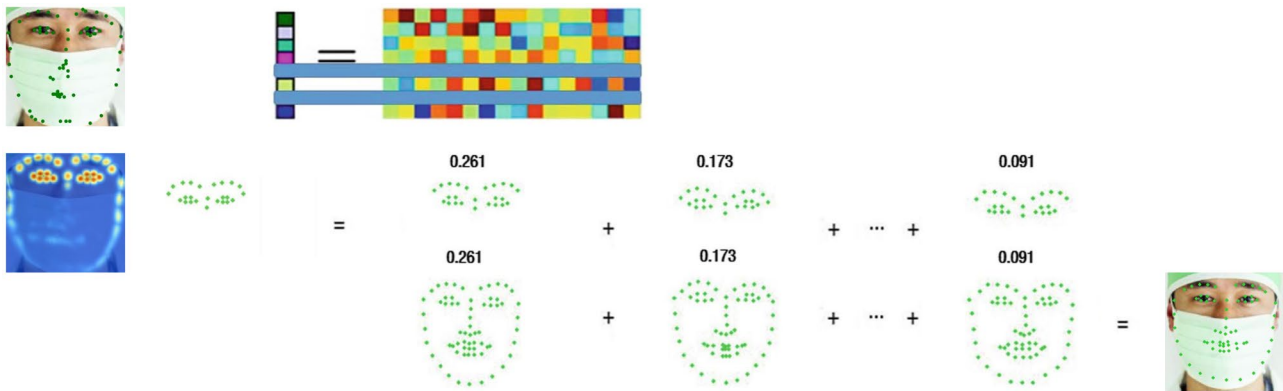 =
0.261 0.173 0.091
= + + ... +
0.261 0.173 0.091
+ + ... + =